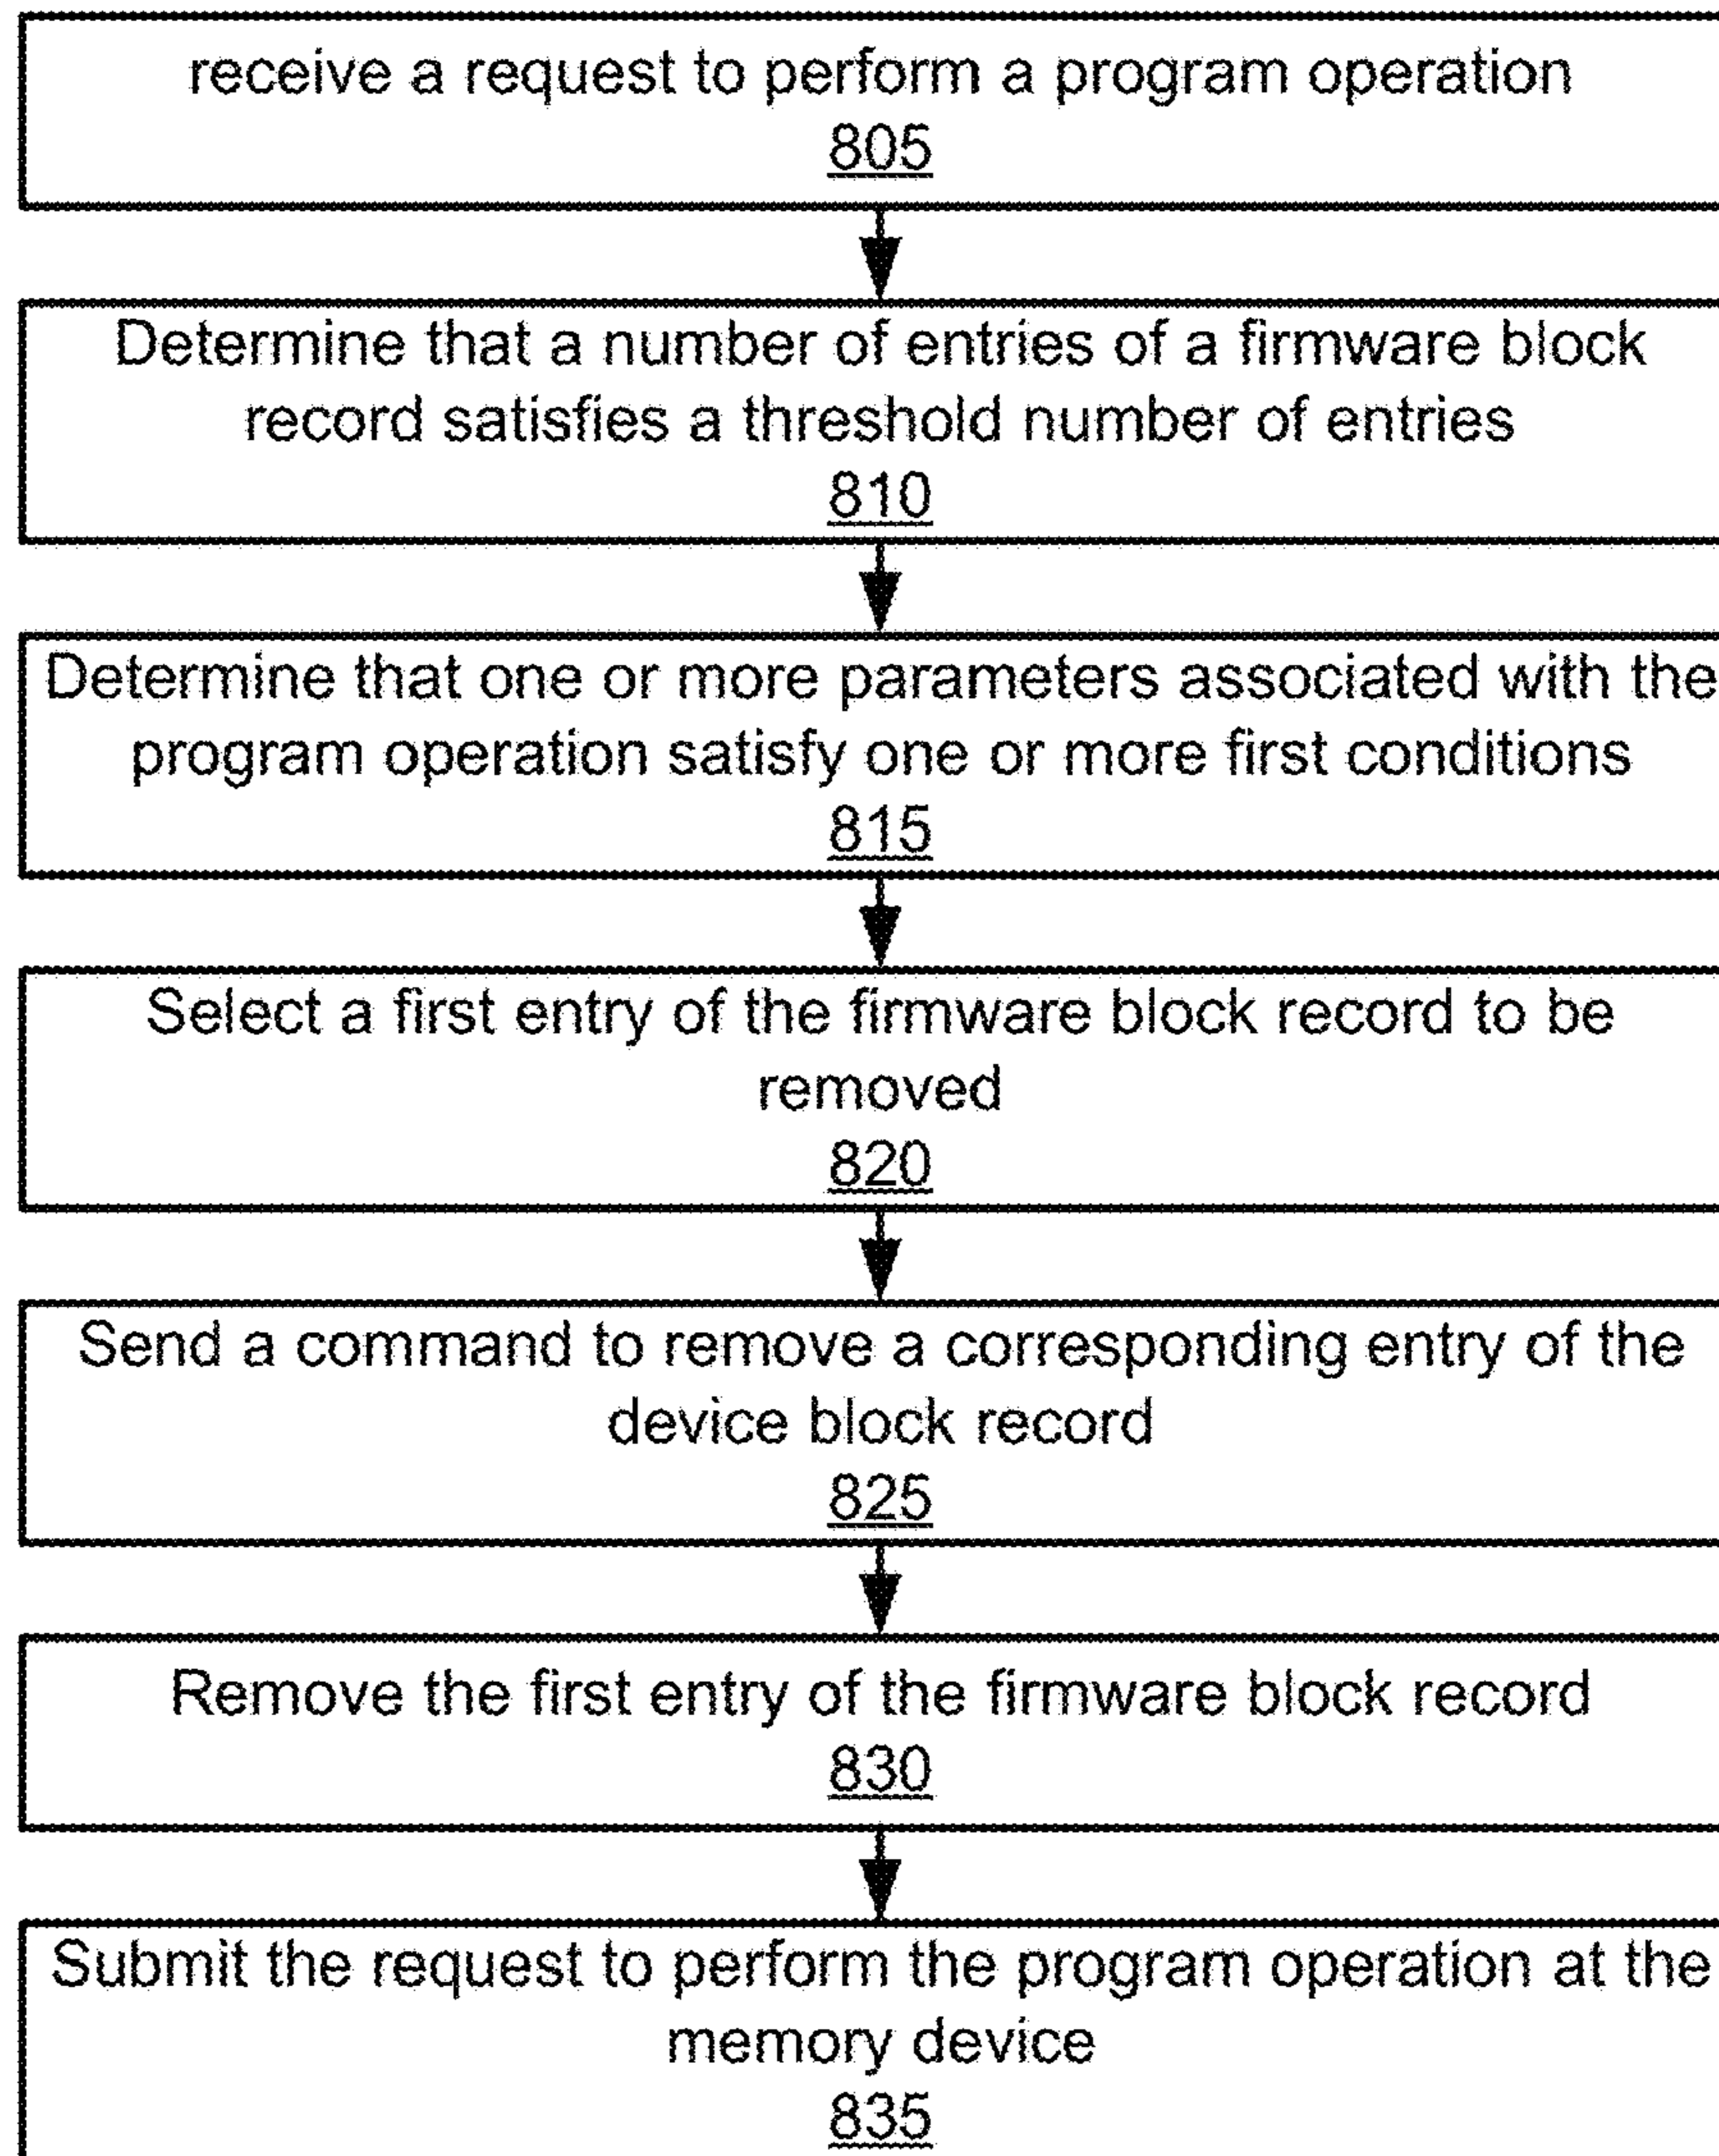 receive a request to perform a program operation
805
Determine that a number of entries of a firmware block
record satisfies a threshold number of entries
810
Determine that one or more parameters associated with the
program operation satisfy one or more first conditions
815
Select a first entry of the firmware block record to be
removed
820
Send a command to remove a corresponding entry of the
device block record
825
Remove the first entry of the firmware block record
830
Submit the request to perform the program operation at the
memory device
835